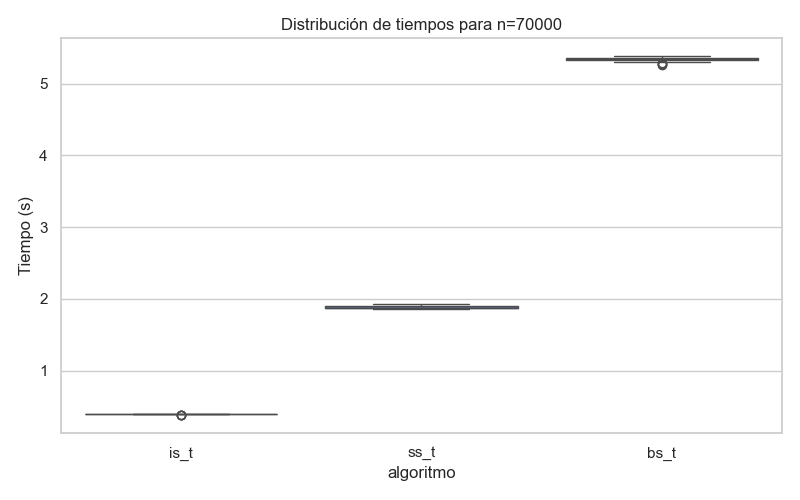 Distribución de tiempos para n=70000
Tiempo (s)
5
4
3
2
1
is_t
ss_t
bs_t
algoritmo